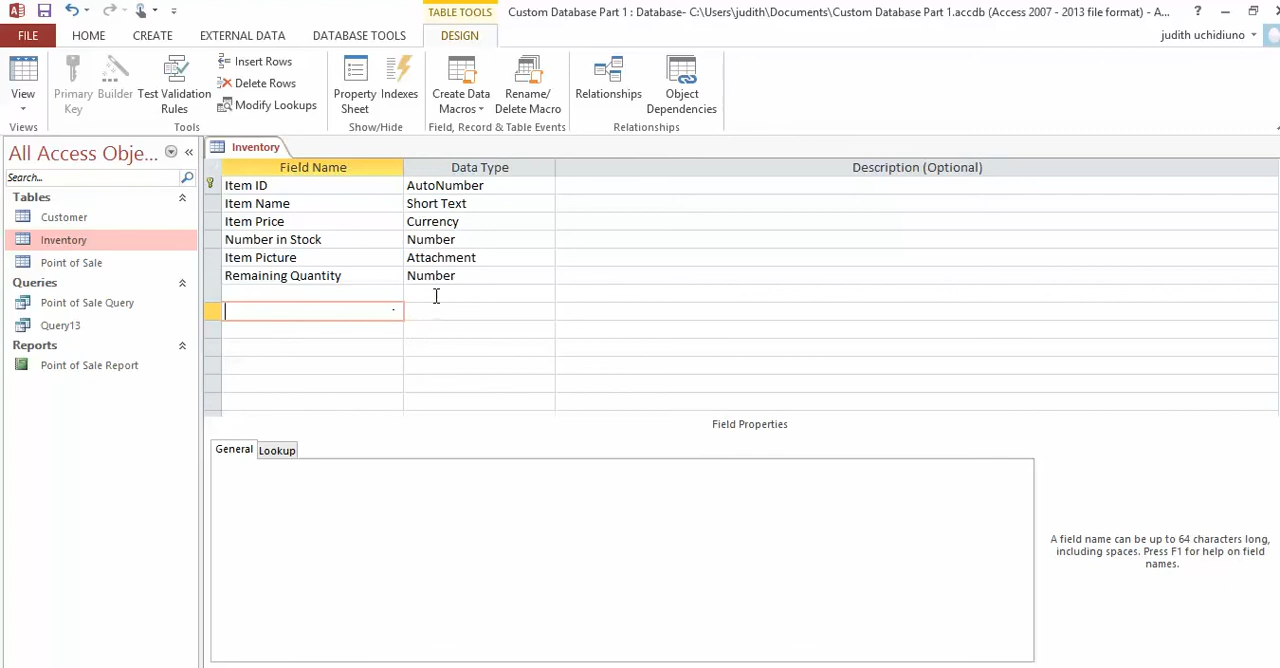 TABLE TOOLS
Custom Database Part 1 : Database- C:\Users\judith\Documents\Custom Database Part 1.accdb (Access 2007 - 2013 file format) - A...
?
FILE
HOME
CREATE
EXTERNAL DATA
DATABASE TOOLS
DESIGN
judith uchidiuno
View
Primary Key
Builder
Test Validation Rules
Insert Rows
Delete Rows
Modify Lookups
Property Sheet
Indexes
Create Data Macros
Rename/ Delete Macro
Relationships
Object Dependencies
Views
Tools
Show/Hide
Field, Record & Table Events
Relationships
All Access Obje...
Search...
Tables
Customer
Inventory
Point of Sale
Queries
Point of Sale Query
Query13
Reports
Point of Sale Report
Inventory
Field Name Data Type Description (Optional)
Item ID AutoNumber
Item Name Short Text
Item Price Currency
Number in Stock Number
Item Picture Attachment
Remaining Quantity Number
Field Properties
General Lookup
A field name can be up to 64 characters long,
including spaces. Press F1 for help on field
names.